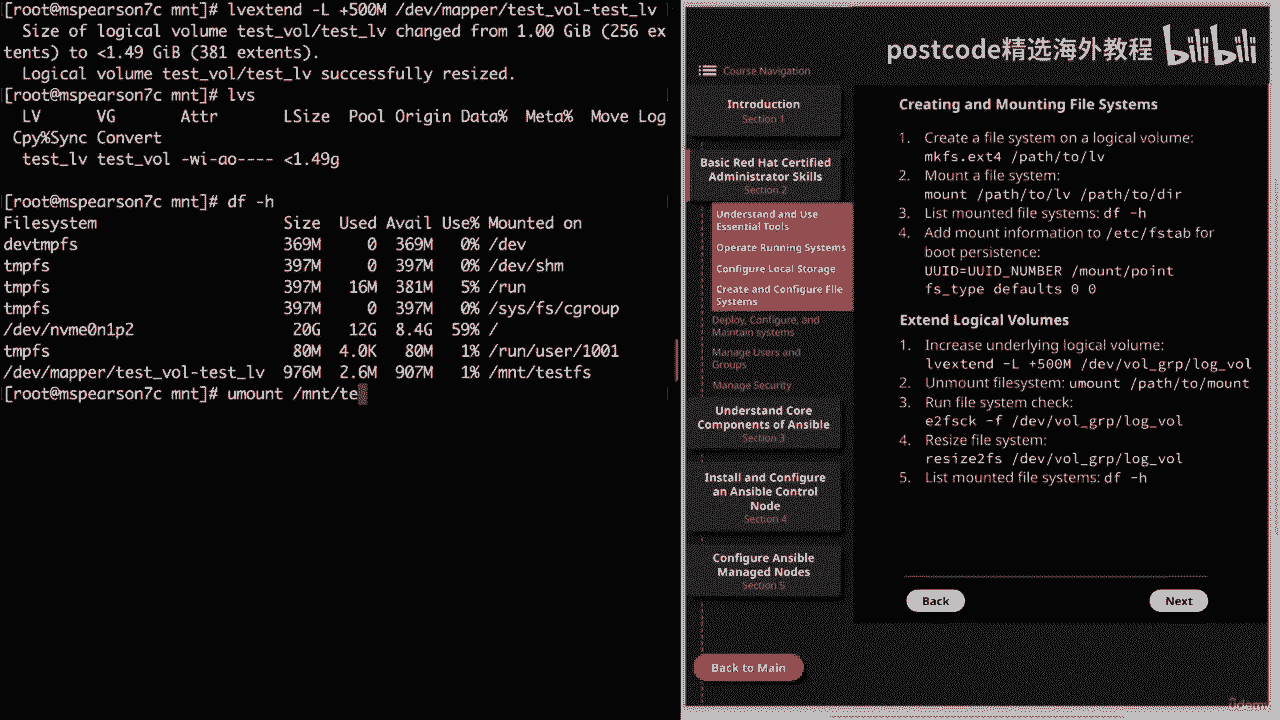 [root@mspearson7c mnt]# lvextend -L +500M /dev/mapper/test_vol-test_lv
  Size of logical volume test_vol/test_lv changed from 1.00 GiB (256 ex
tents) to <1.49 GiB (381 extents).
  Logical volume test_vol/test_lv successfully resized.
[root@mspearson7c mnt]# lvs
  LV      VG       Attr       LSize  Pool Origin Data%  Meta%  Move Log
 Cpy%Sync Convert
  test_lv test_vol -wi-ao---- <1.49g
[root@mspearson7c mnt]# df -h
Filesystem                    Size  Used Avail Use% Mounted on
devtmpfs                      369M     0  369M   0% /dev
tmpfs                         397M     0  397M   0% /dev/shm
tmpfs                         397M   16M  381M   5% /run
tmpfs                         397M     0  397M   0% /sys/fs/cgroup
/dev/nvme0n1p2                 20G   12G  8.4G  59% /
tmpfs                          80M  4.0K   80M   1% /run/user/1001
/dev/mapper/test_vol-test_lv  976M  2.6M  907M   1% /mnt/testfs
[root@mspearson7c mnt]# umount /mnt/te
postcode精选海外教程 bilibili
Course Navigation
Introduction
Section 1
Basic Red Hat Certified
Administrator Skills
Section 2
Understand and Use
Essential Tools
Operate Running Systems
Configure Local Storage
Create and Configure File
Systems
Deploy, Configure, and
Maintain systems
Manage Users and
Groups
Manage Security
Understand Core
Components of Ansible
Section 3
Install and Configure
an Ansible Control
Node
Section 4
Configure Ansible
Managed Nodes
Section 5
Back to Main
Creating and Mounting File Systems
1. Create a file system on a logical volume:
mkfs.ext4 /path/to/lv
2. Mount a file system:
mount /path/to/lv /path/to/dir
3. List mounted file systems: df -h
4. Add mount information to /etc/fstab for
boot persistence:
UUID=UUID_NUMBER /mount/point
fs_type defaults 0 0
Extend Logical Volumes
1. Increase underlying logical volume:
lvextend -L +500M /dev/vol_grp/log_vol
2. Unmount filesystem: umount /path/to/mount
3. Run file system check:
e2fsck -f /dev/vol_grp/log_vol
4. Resize file system:
resize2fs /dev/vol_grp/log_vol
5. List mounted file systems: df -h
Back
Next
Udemy